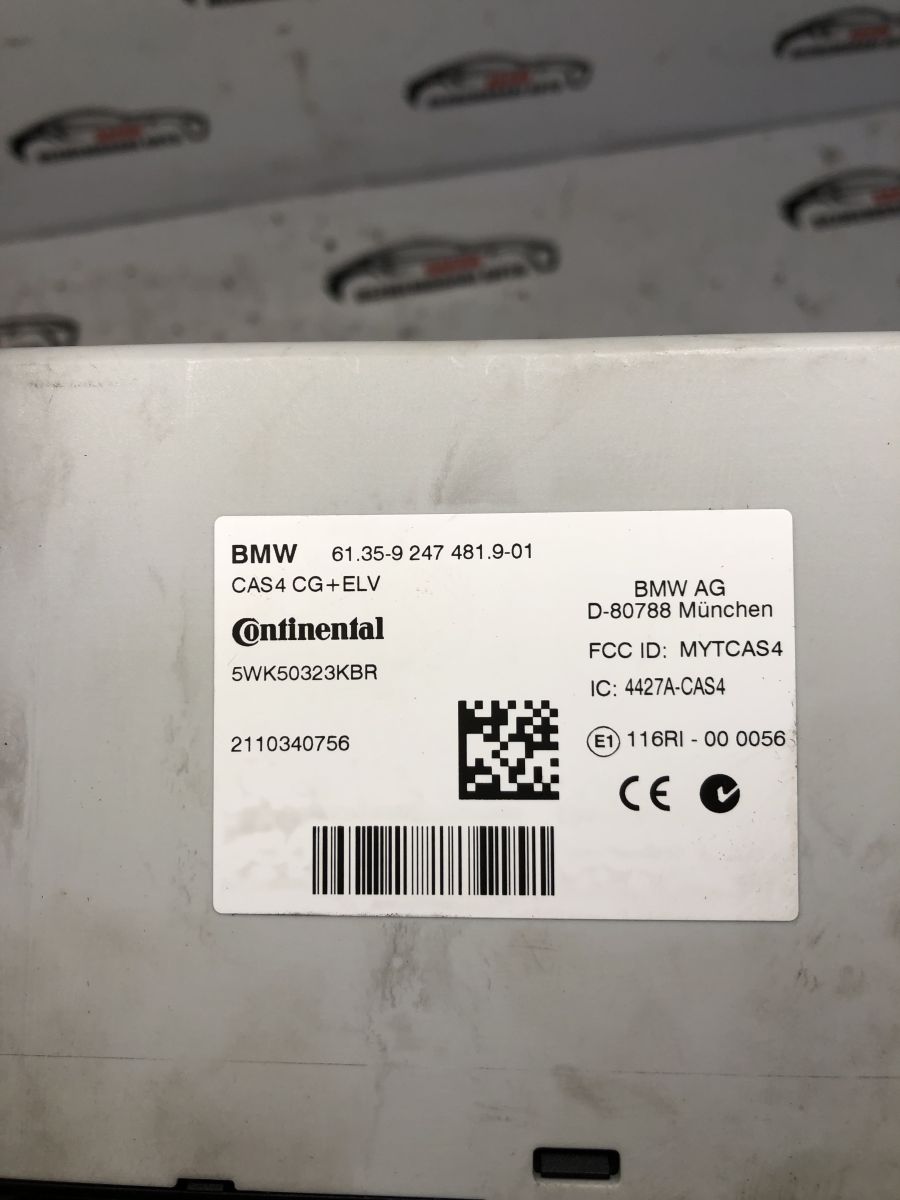 BMW 61.35-9 247 481.9-01
CAS4 CG+ELV
Continental
5WK50323KBR
2110340756
BMW AG
D-80788 München
FCC ID: MYTCAS4
IC: 4427A-CAS4
E1 116RI - 00 0056
CE